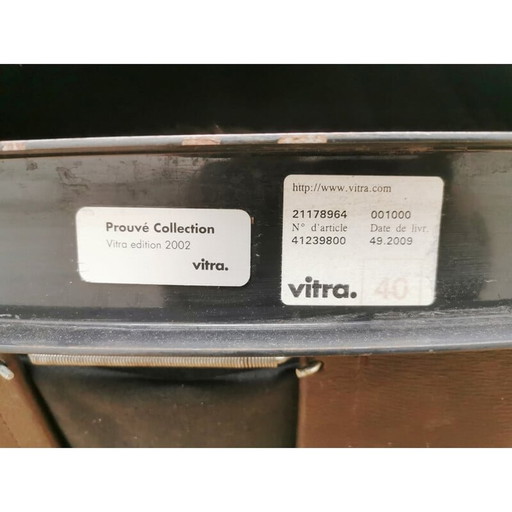 Prouvé Collection
Vitra edition 2002
vitra.
http://www.vitra.com
21178964 001000
N° d'article Date de livr.
41239800 49.2009
vitra. 40